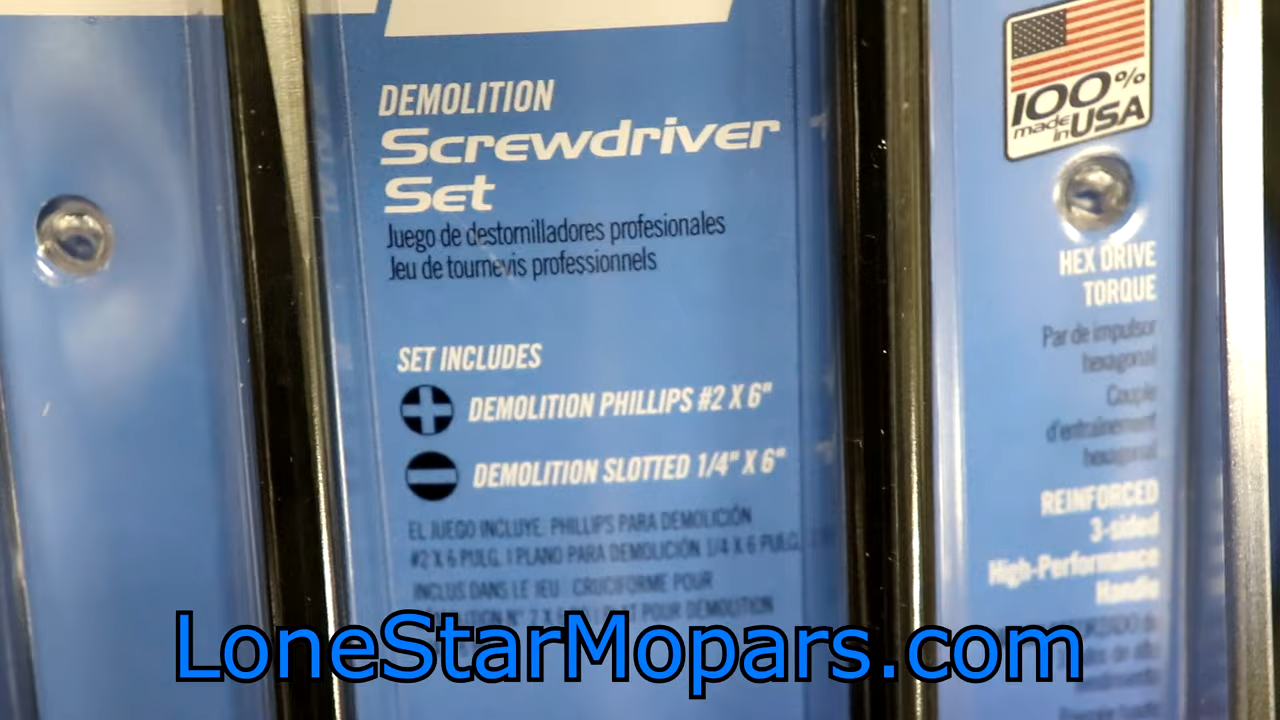 DEMOLITION
Screwdriver
Set
Juego de destornilladores profesionales
Jeu de tournevis professionnels
SET INCLUDES
DEMOLITION PHILLIPS #2 X 6"
DEMOLITION SLOTTED 1/4" X 6"
EL JUEGO INCLUYE: PHILLIPS PARA DEMOLICIÓN
#2 X 6 PULG. 1 PLANO PARA DEMOLICIÓN 1/4 X 6 PULG.
INCLUS DANS LE JEU : CRUCIFORME POUR
POUR DÉMOLITION
100%
made in USA
HEX DRIVE
TORQUE
Par de impulsor
hexagonal
Couple
d'entraînement
hexagonal
REINFORCED
3-sided
High-Performance
Handle
LoneStarMopars.com